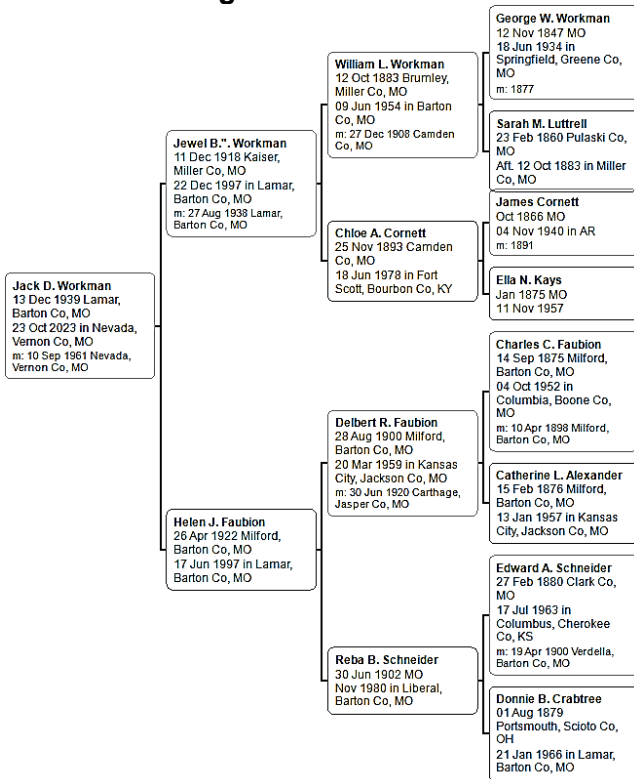 George W. Workman
12 Nov 1847 MO
18 Jun 1934 in
Springfield, Greene Co,
MO
m: 1877
William L. Workman
12 Oct 1883 Brumley,
Miller Co, MO
09 Jun 1954 in Barton
Co, MO
m: 27 Dec 1908 Camden
Co, MO
Sarah M. Luttrell
23 Feb 1860 Pulaski Co,
MO
Aft. 12 Oct 1883 in Miller
Co, MO
Jewel B.". Workman
11 Dec 1918 Kaiser,
Miller Co, MO
22 Dec 1997 in Lamar,
Barton Co, MO
m: 27 Aug 1938 Lamar,
Barton Co, MO
James Cornett
Oct 1866 MO
04 Nov 1940 in AR
m: 1891
Chloe A. Cornett
25 Nov 1893 Camden
Co, MO
18 Jun 1978 in Fort
Scott, Bourbon Co, KY
Ella N. Kays
Jan 1875 MO
11 Nov 1957
Jack D. Workman
13 Dec 1939 Lamar,
Barton Co, MO
23 Oct 2023 in Nevada,
Vernon Co, MO
m: 10 Sep 1961 Nevada,
Vernon Co, MO
Charles C. Faubion
14 Sep 1875 Milford,
Barton Co, MO
04 Oct 1952 in
Columbia, Boone Co,
MO
m: 10 Apr 1898 Milford,
Barton Co, MO
Delbert R. Faubion
28 Aug 1900 Milford,
Barton Co, MO
20 Mar 1959 in Kansas
City, Jackson Co, MO
m: 30 Jun 1920 Carthage,
Jasper Co, MO
Catherine L. Alexander
15 Feb 1876 Milford,
Barton Co, MO
13 Jan 1957 in Kansas
City, Jackson Co, MO
Helen J. Faubion
26 Apr 1922 Milford,
Barton Co, MO
17 Jun 1997 in Lamar,
Barton Co, MO
Edward A. Schneider
27 Feb 1880 Clark Co,
MO
17 Jul 1963 in
Columbus, Cherokee
Co, KS
m: 19 Apr 1900 Verdella,
Barton Co, MO
Reba B. Schneider
30 Jun 1902 MO
Nov 1980 in Liberal,
Barton Co, MO
Donnie B. Crabtree
01 Aug 1879
Portsmouth, Scioto Co,
OH
21 Jan 1966 in Lamar,
Barton Co, MO